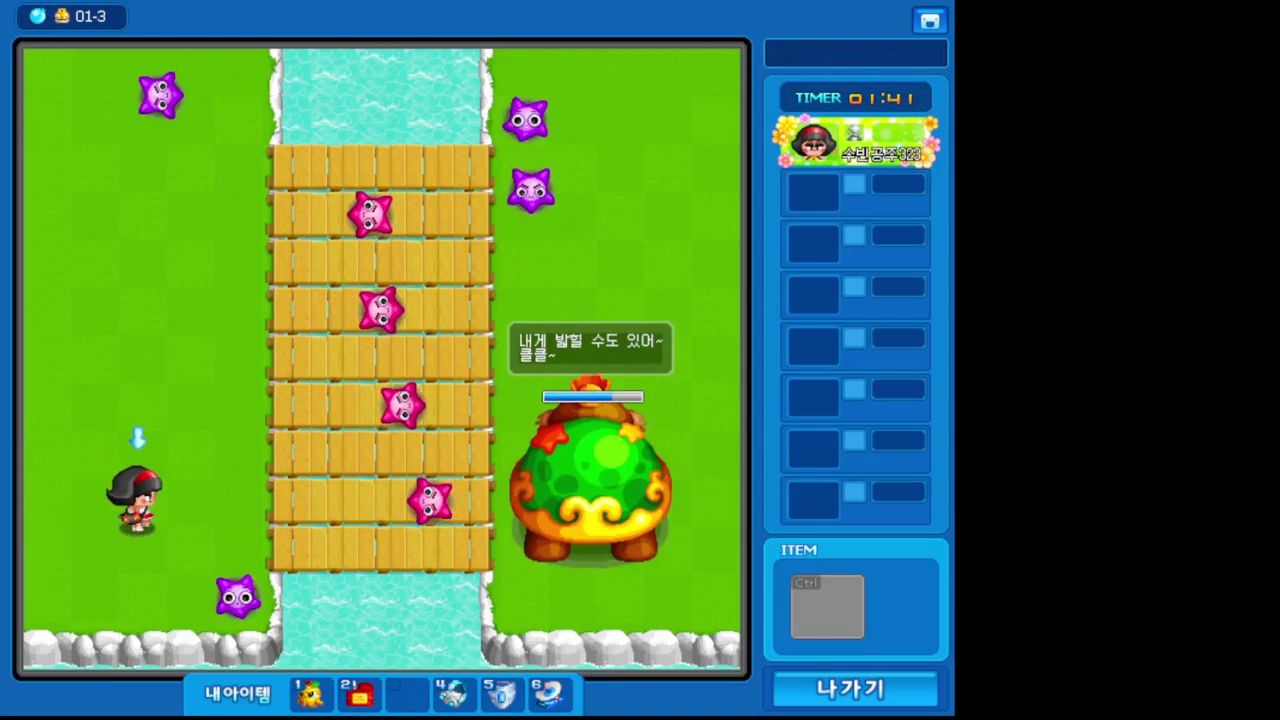 01-3
TIMER 01:41
수빈공주323
내게 밟힐 수도 있어~
클클~
ITEM
Ctrl
내아이템
1
2
4
5
6
나가기